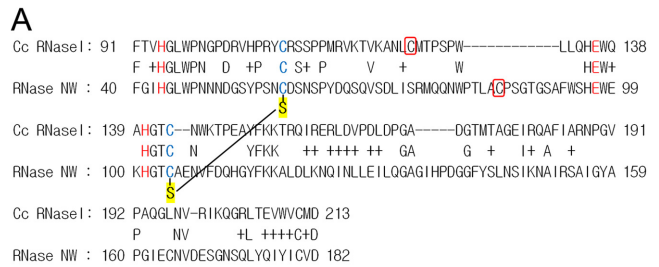 A
Cc RNaseI: 91 FTVHGLWPNGPDRVHPRYCRSSPPMRVKTVKANLCMTPSPW------------LLQHEWQ 138
F +HGLWPN D +P C S+ P V + W HEW+
RNase NW : 40 FGIHGLWPNNNDGSYPSNCDSNSPYDQSQVSDLISRMQQNWPTLACPSGTGSAFWSHEWE 99
S
Cc RNaseI: 139 AHGTC--NWKTPEAYFKKTRQIRERLDVPDLDPGA-----DGTMTAGEIRQAFIARNPGV 191
HGTC N YFKK ++ ++++ ++ GA G + I+ A +
RNase NW : 100 KHGTCAENVFDQHGYFKKALDLKNQINLLEILQGAGIHPDGGFYSLNSIKNAIRSAIGYA 159
S
Cc RNaseI: 192 PAQGLNV-RIKQGRLTEVWVCMD 213
P NV +L ++++C+D
RNase NW : 160 PGIECNVDESGNSQLYQIYICVD 182